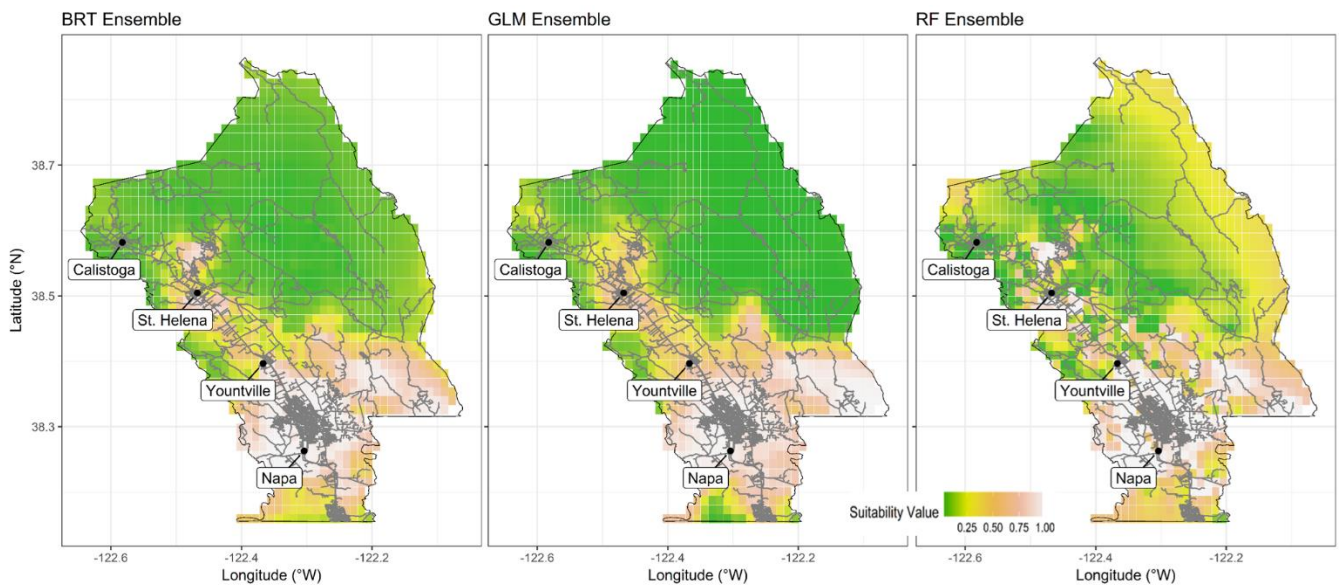 BRT Ensemble
GLM Ensemble
RF Ensemble
Latitude (°N)
38.7
38.5
38.3
Calistoga
St. Helena
Yountville
Napa
Calistoga
St. Helena
Yountville
Napa
Calistoga
St. Helena
Yountville
Napa
Suitability Value
0.25 0.50 0.75 1.00
-122.6 -122.4 -122.2
-122.6 -122.4 -122.2
-122.6 -122.4 -122.2
Longitude (°W)
Longitude (°W)
Longitude (°W)